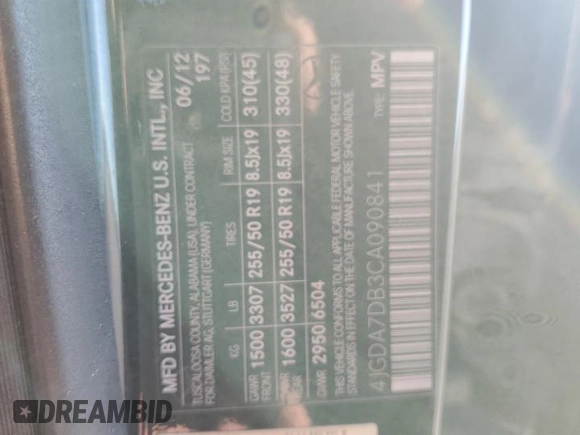 MFD BY MERCEDES-BENZ U.S. INTL., INC
TUSCALOOSA COUNTY, ALABAMA (USA), UNDER CONTRACT 06/12
FOR DAIMLER AG, STUTTGART (GERMANY) 197
KG LB TIRES RIM SIZE COLD KPA (PSI)
GAWR FRONT 1500 3307 255/50 R19 8.5Jx19 310(45)
GAWR REAR 1600 3527 255/50 R19 8.5Jx19 330(48)
GVWR 2950 6504
THIS VEHICLE CONFORMS TO ALL APPLICABLE FEDERAL MOTOR VEHICLE SAFETY
STANDARDS IN EFFECT ON THE DATE OF MANUFACTURE SHOWN ABOVE.
4JGDA7DB3CA090841 TYPE: MPV
DREAMBID